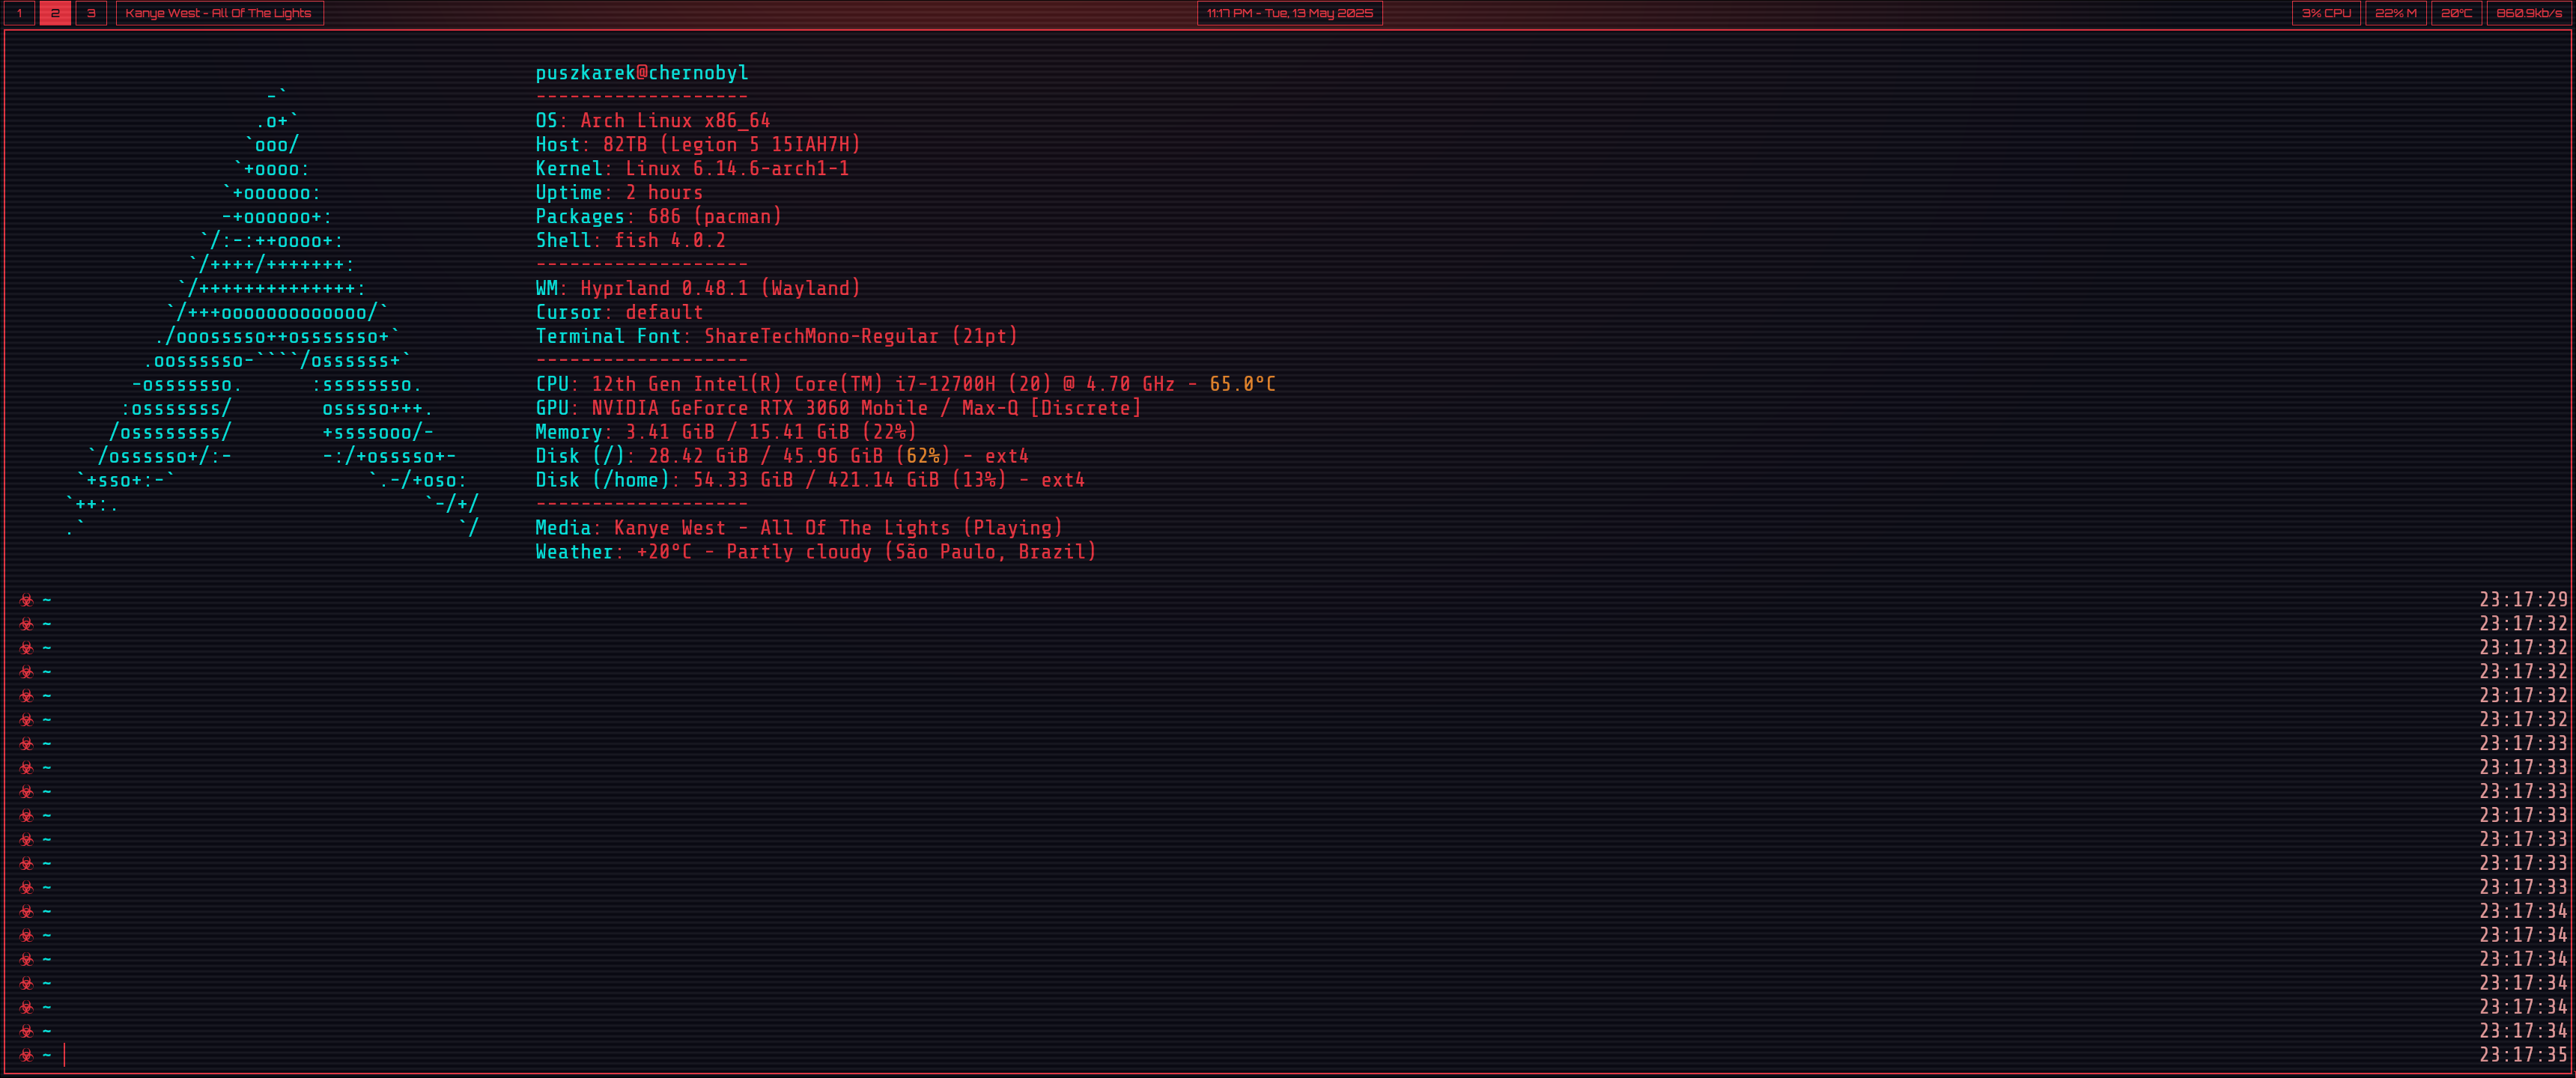 1 2 3 Kanye West - All Of The Lights 11:17 PM - Tue, 13 May 2025 3% CPU 22% M 20°C 860.9kb/s
puszkarek@chernobyl
-` -------------------
.o+` OS: Arch Linux x86_64
`ooo/ Host: 82TB (Legion 5 15IAH7H)
`+oooo: Kernel: Linux 6.14.6-arch1-1
`+oooooo: Uptime: 2 hours
-+oooooo+: Packages: 686 (pacman)
`/:-:++oooo+: Shell: fish 4.0.2
`/++++/+++++++: -------------------
`/++++++++++++++: WM: Hyprland 0.48.1 (Wayland)
`/+++ooooooooooooo/` Cursor: default
./ooosssso++osssssso+` Terminal Font: ShareTechMono-Regular (21pt)
.oossssso-````/ossssss+` -------------------
-osssssso. :ssssssso. CPU: 12th Gen Intel(R) Core(TM) i7-12700H (20) @ 4.70 GHz - 65.0°C
:osssssss/ osssso+++. GPU: NVIDIA GeForce RTX 3060 Mobile / Max-Q [Discrete]
/ossssssss/ +ssssooo/- Memory: 3.41 GiB / 15.41 GiB (22%)
`/ossssso+/:- -:/+osssso+- Disk (/): 28.42 GiB / 45.96 GiB (62%) - ext4
`+sso+:-` `.-/+oso: Disk (/home): 54.33 GiB / 421.14 GiB (13%) - ext4
`++:. `-/+/ -------------------
.` `/ Media: Kanye West - All Of The Lights (Playing)
Weather: +20°C - Partly cloudy (São Paulo, Brazil)
☣ ~ 23:17:29
☣ ~ 23:17:32
☣ ~ 23:17:32
☣ ~ 23:17:32
☣ ~ 23:17:32
☣ ~ 23:17:32
☣ ~ 23:17:33
☣ ~ 23:17:33
☣ ~ 23:17:33
☣ ~ 23:17:33
☣ ~ 23:17:33
☣ ~ 23:17:33
☣ ~ 23:17:33
☣ ~ 23:17:34
☣ ~ 23:17:34
☣ ~ 23:17:34
☣ ~ 23:17:34
☣ ~ 23:17:34
☣ ~ 23:17:34
☣ ~ 23:17:35